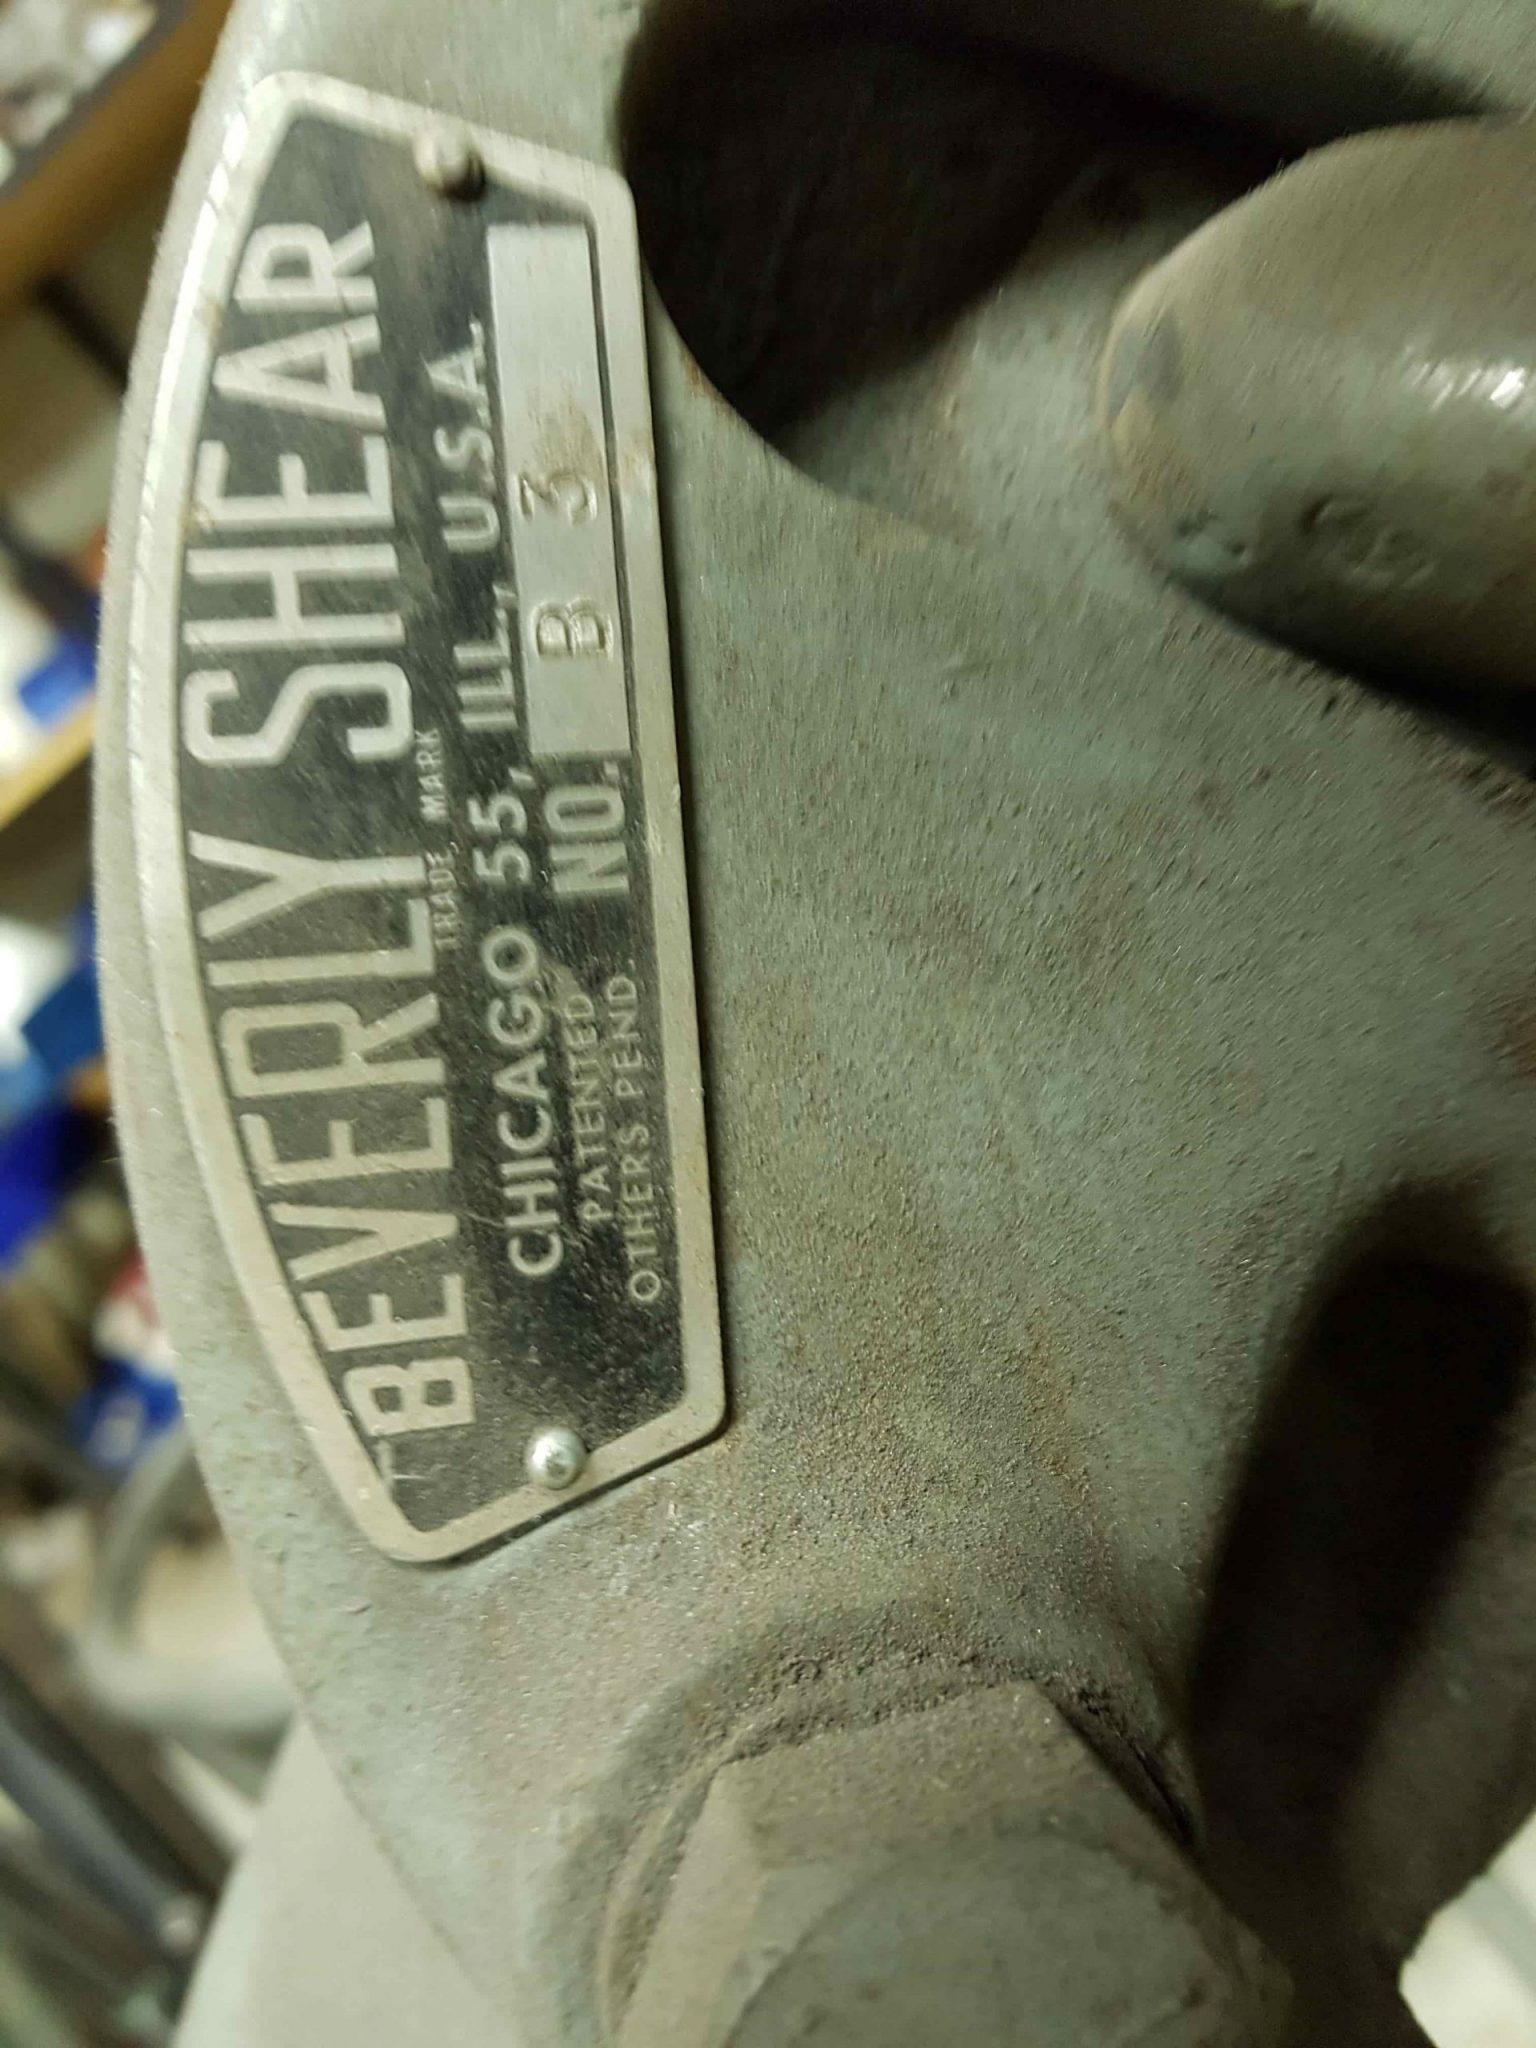 BEVERLY SHEAR
TRADE MARK
CHICAGO 55, ILL., U.S.A.
PATENTED NO. B 3
OTHERS PEND.